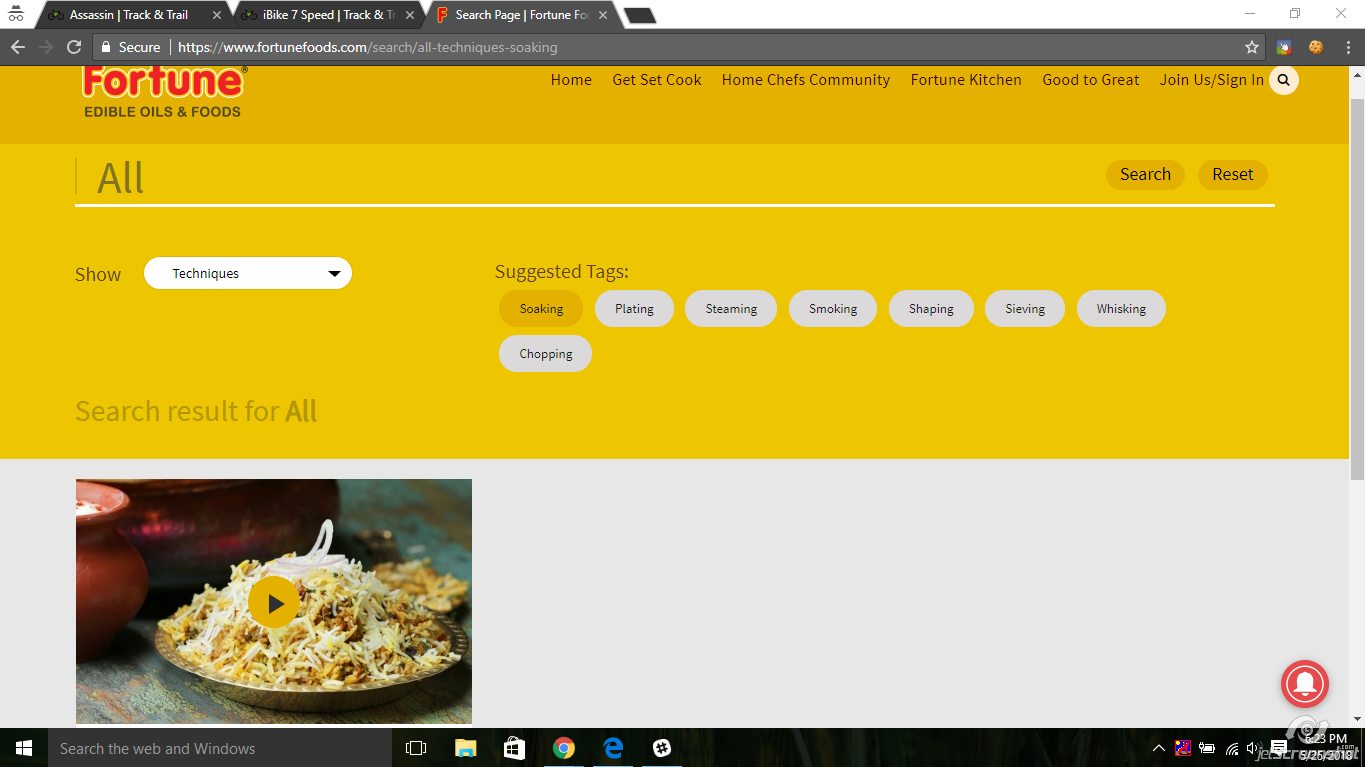 Assassin | Track & Trail
iBike 7 Speed | Track & Tr
Search Page | Fortune Fo
Secure
https://www.fortunefoods.com/search/all-techniques-soaking
Fortune®
EDIBLE OILS & FOODS
Home
Get Set Cook
Home Chefs Community
Fortune Kitchen
Good to Great
Join Us/Sign In
All
Search
Reset
Show
Techniques
Suggested Tags:
Soaking
Plating
Steaming
Smoking
Shaping
Sieving
Whisking
Chopping
Search result for All
Search the web and Windows
6:23 PM
5/25/2018